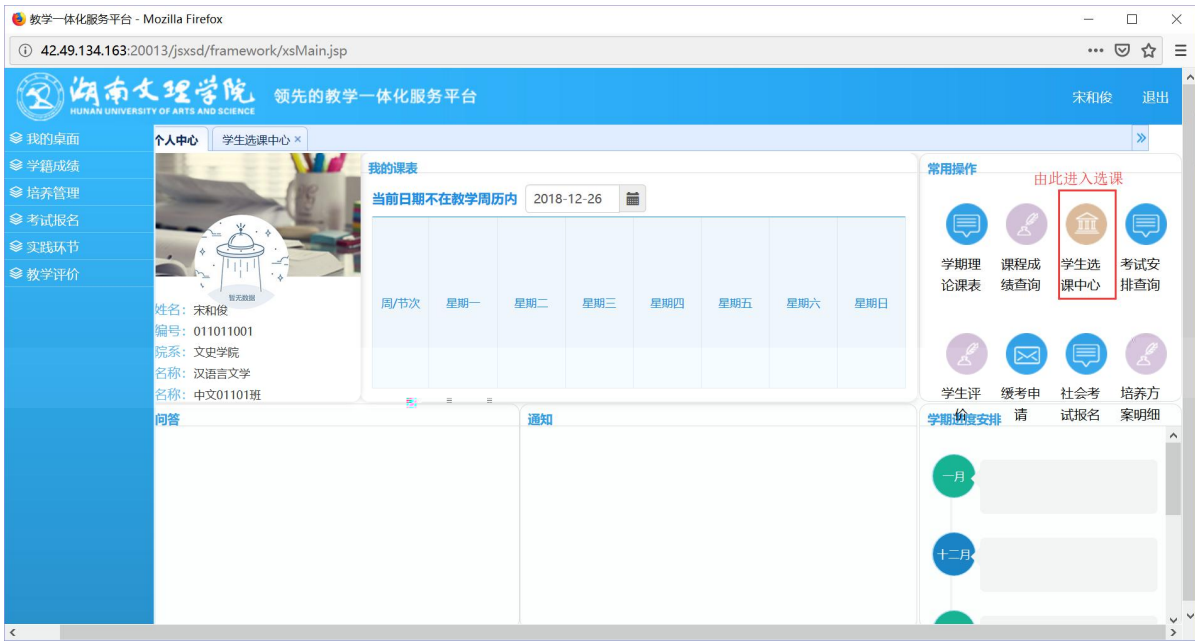 教学一体化服务平台 - Mozilla Firefox
42.49.134.163:20013/jsxsd/framework/xsMain.jsp
湖南文理学院
HUNAN UNIVERSITY OF ARTS AND SCIENCE
领先的教学一体化服务平台
宋和俊 退出
我的桌面
学籍成绩
培养管理
考试报名
实践环节
教学评价
个人中心 学生选课中心 ×
暂无数据
姓名：宋和俊
编号：011011001
院系：文史学院
名称：汉语言文学
名称：中文01101班
我的课表
当前日期不在教学周历内 2018-12-26
周/节次 星期一 星期二 星期三 星期四 星期五 星期六 星期日
常用操作
由此进入选课
学期理论课表
课程成绩查询
学生选课中心
考试安排查询
学生评价
缓考申请
社会考试报名
培养方案明细
问答
通知
学期进度安排
一月
十二月